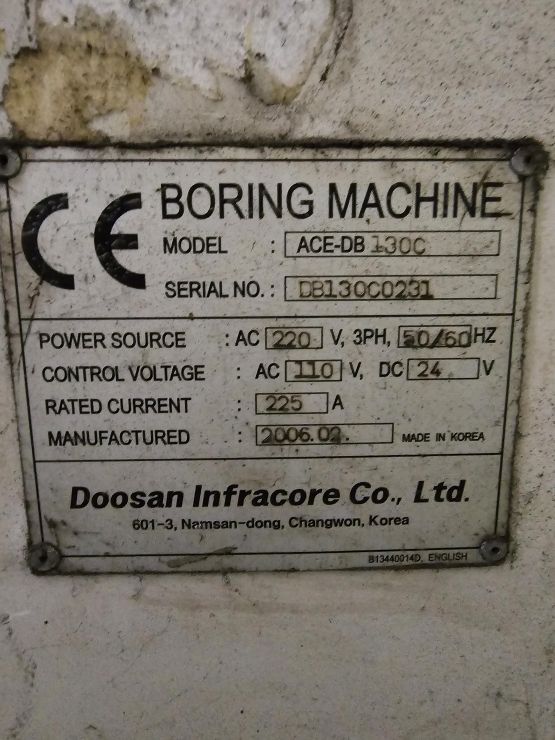 CE BORING MACHINE
MODEL : ACE-DB 130C
SERIAL NO. : DB130C0231
POWER SOURCE : AC 220 V, 3PH, 50/60 HZ
CONTROL VOLTAGE : AC 110 V, DC 24 V
RATED CURRENT : 225 A
MANUFACTURED : 2006.02. MADE IN KOREA
Doosan Infracore Co., Ltd.
601-3, Namsan-dong, Changwon, Korea
B13440014D, ENGLISH